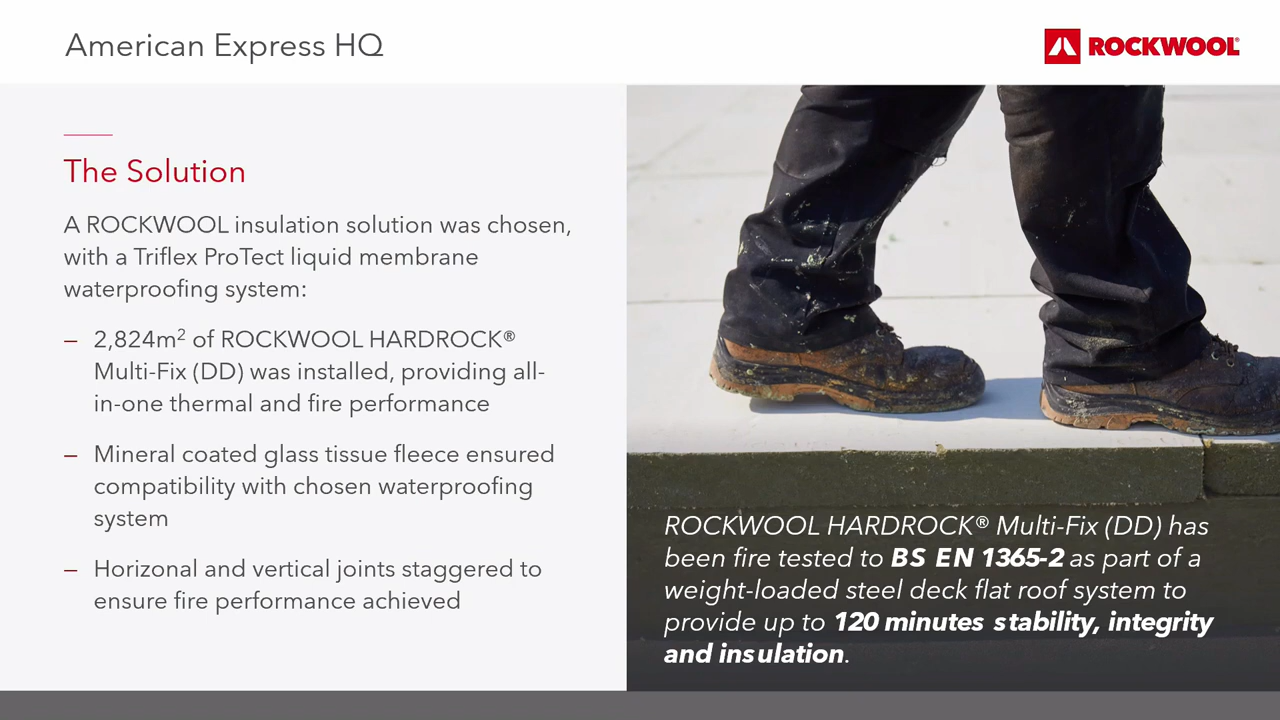 American Express HQ
ROCKWOOL®
The Solution
A ROCKWOOL insulation solution was chosen,
with a Triflex ProTect liquid membrane
waterproofing system:
– 2,824m² of ROCKWOOL HARDROCK®
Multi-Fix (DD) was installed, providing all-
in-one thermal and fire performance
– Mineral coated glass tissue fleece ensured
compatibility with chosen waterproofing
system
– Horizonal and vertical joints staggered to
ensure fire performance achieved
ROCKWOOL HARDROCK® Multi-Fix (DD) has
been fire tested to BS EN 1365-2 as part of a
weight-loaded steel deck flat roof system to
provide up to 120 minutes stability, integrity
and insulation.